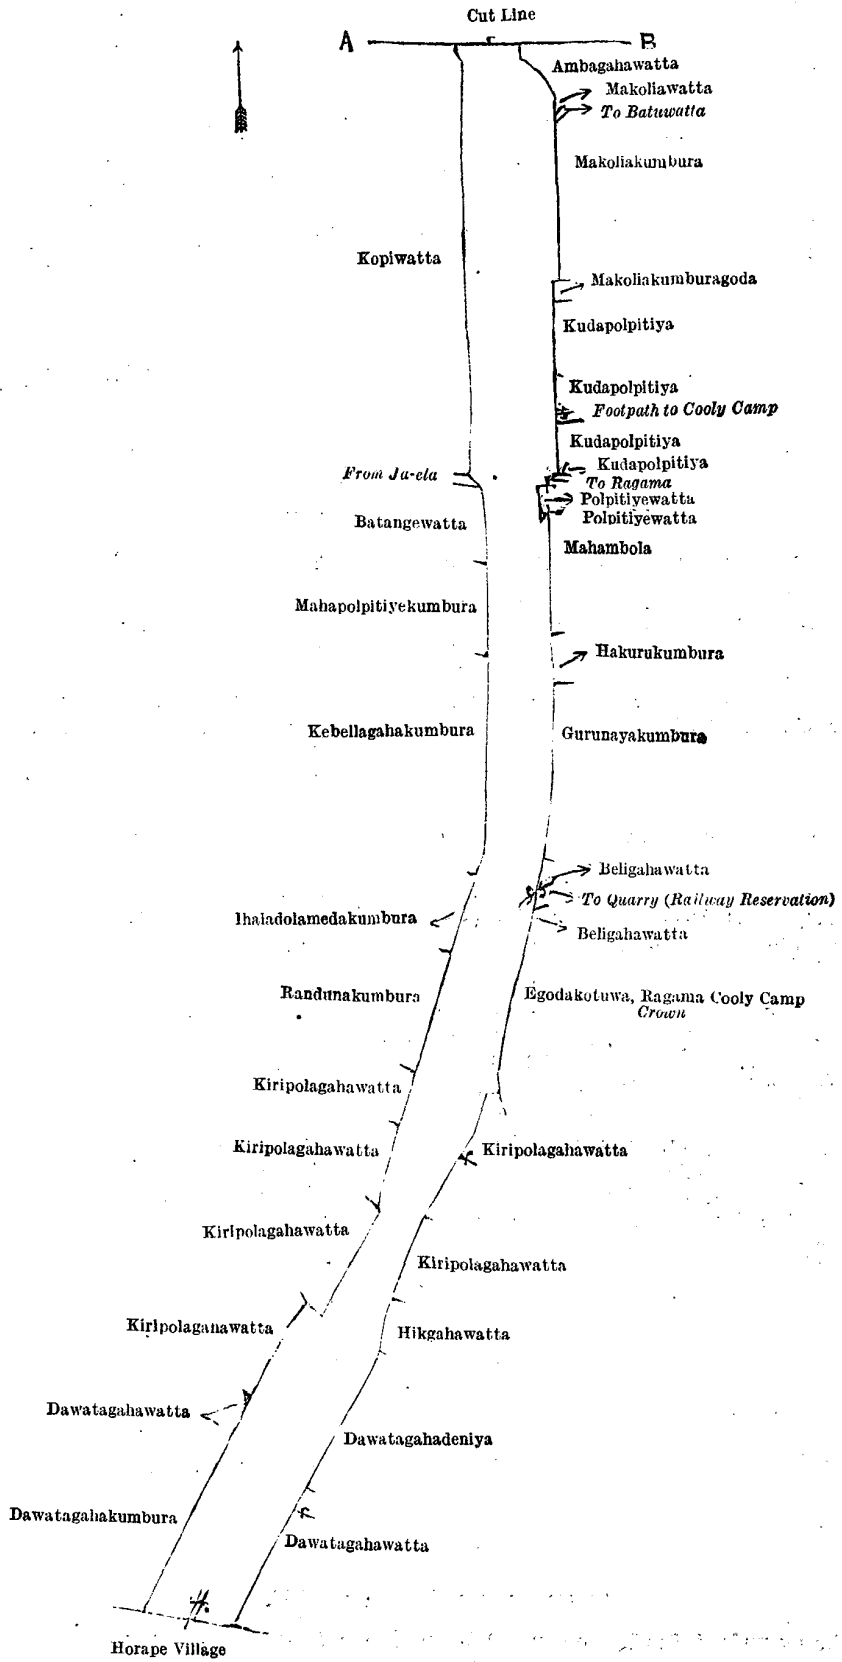 Cut Line
A
B
Ambagahawatta
Makoliawatta
To Batuwatta
Makoliakumbura
Kopiwatta
Makoliakumburagoda
Kudapolpitiya
Kudapolpitiya
Footpath to Cooly Camp
Kudapolpitiya
Kudapolpitiya
From Ja-ela
To Ragama
Polpitiyewatta
Polpitiyewatta
Batangewatta
Mahambola
Mahapolpitiyekumbura
Hakurukumbura
Kebellagahakumbura
Gurunayakumbura
Beligahawatta
To Quarry (Railway Reservation)
Ihaladolamedakumbura
Beligahawatta
Randunakumbura
Egodakotuwa, Ragama Cooly Camp
Crown
Kiripolagahawatta
Kiripolagahawatta
Kiripolagahawatta
Kiripolagahawatta
Kiripolagahawatta
Kiripolagahawatta
Hikgahawatta
Dawatagahawatta
Dawatagahadeniya
Dawatagahakumbura
Dawatagahawatta
H.
Horape Village